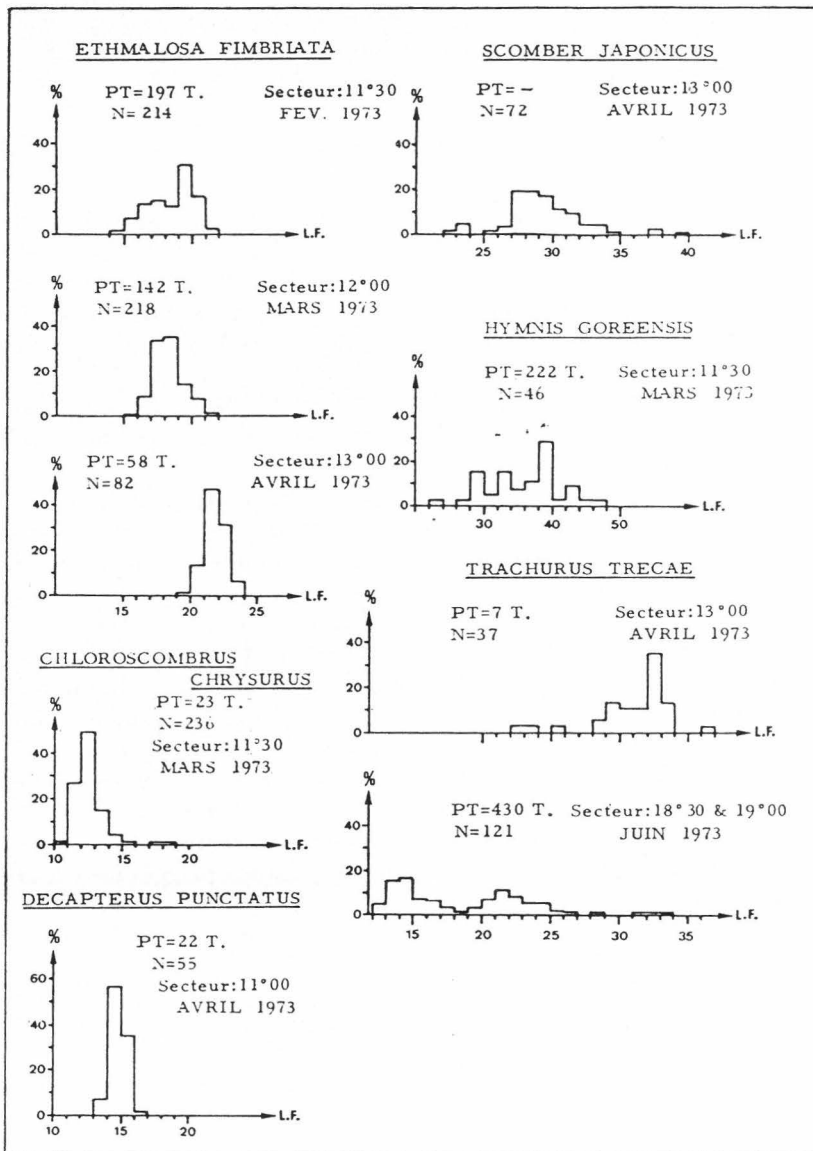 ETHMALOSA FIMBRIATA
%
PT=197 T. Secteur:11°30
N=214 FEV. 1973
40
20
0
L.F.
%
PT=142 T. Secteur:12°00
N=218 MARS 1973
40
20
0
15 20
%
PT=58 T. Secteur:13°00
N=82 AVRIL 1973
40
20
0
15 20 25
L.F.
CHLOROSCOMBRUS
CHRYSURUS
%
PT=23 T.
N=236
Secteur:11°30
MARS 1973
40
20
0
10 15 20
L.F.
DECAPTERUS PUNCTATUS
%
PT=22 T.
N=55
Secteur:11°00
AVRIL 1973
60
40
20
0
10 15 20
L.F.
SCOMBER JAPONICUS
%
PT=- Secteur:13°00
N=72 AVRIL 1973
40
20
0
25 30 35 40
L.F.
HYMNIS GOREENSIS
%
PT=222 T. Secteur:11°30
N=46 MARS 1973
40
20
0
30 40 50
L.F.
TRACHURUS TRECAE
%
PT=7 T. Secteur:13°00
N=37 AVRIL 1973
40
20
0
L.F.
%
PT=430 T. Secteur:18°30 & 19°00
N=121 JUIN 1973
40
20
0
15 20 25 30 35
L.F.